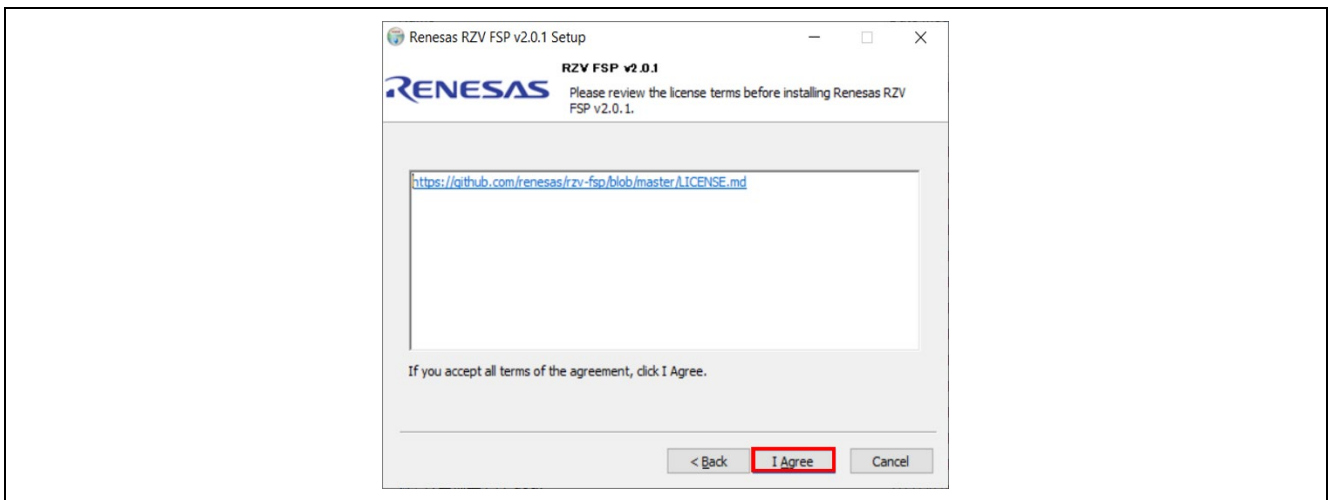 Renesas RZV FSP v2.0.1 Setup
RENESAS
RZV FSP v2.0.1
Please review the license terms before installing Renesas RZV
FSP v2.0.1.
https://github.com/renesas/rzv-fsp/blob/master/LICENSE.md
If you accept all terms of the agreement, click I Agree.
< Back I Agree Cancel